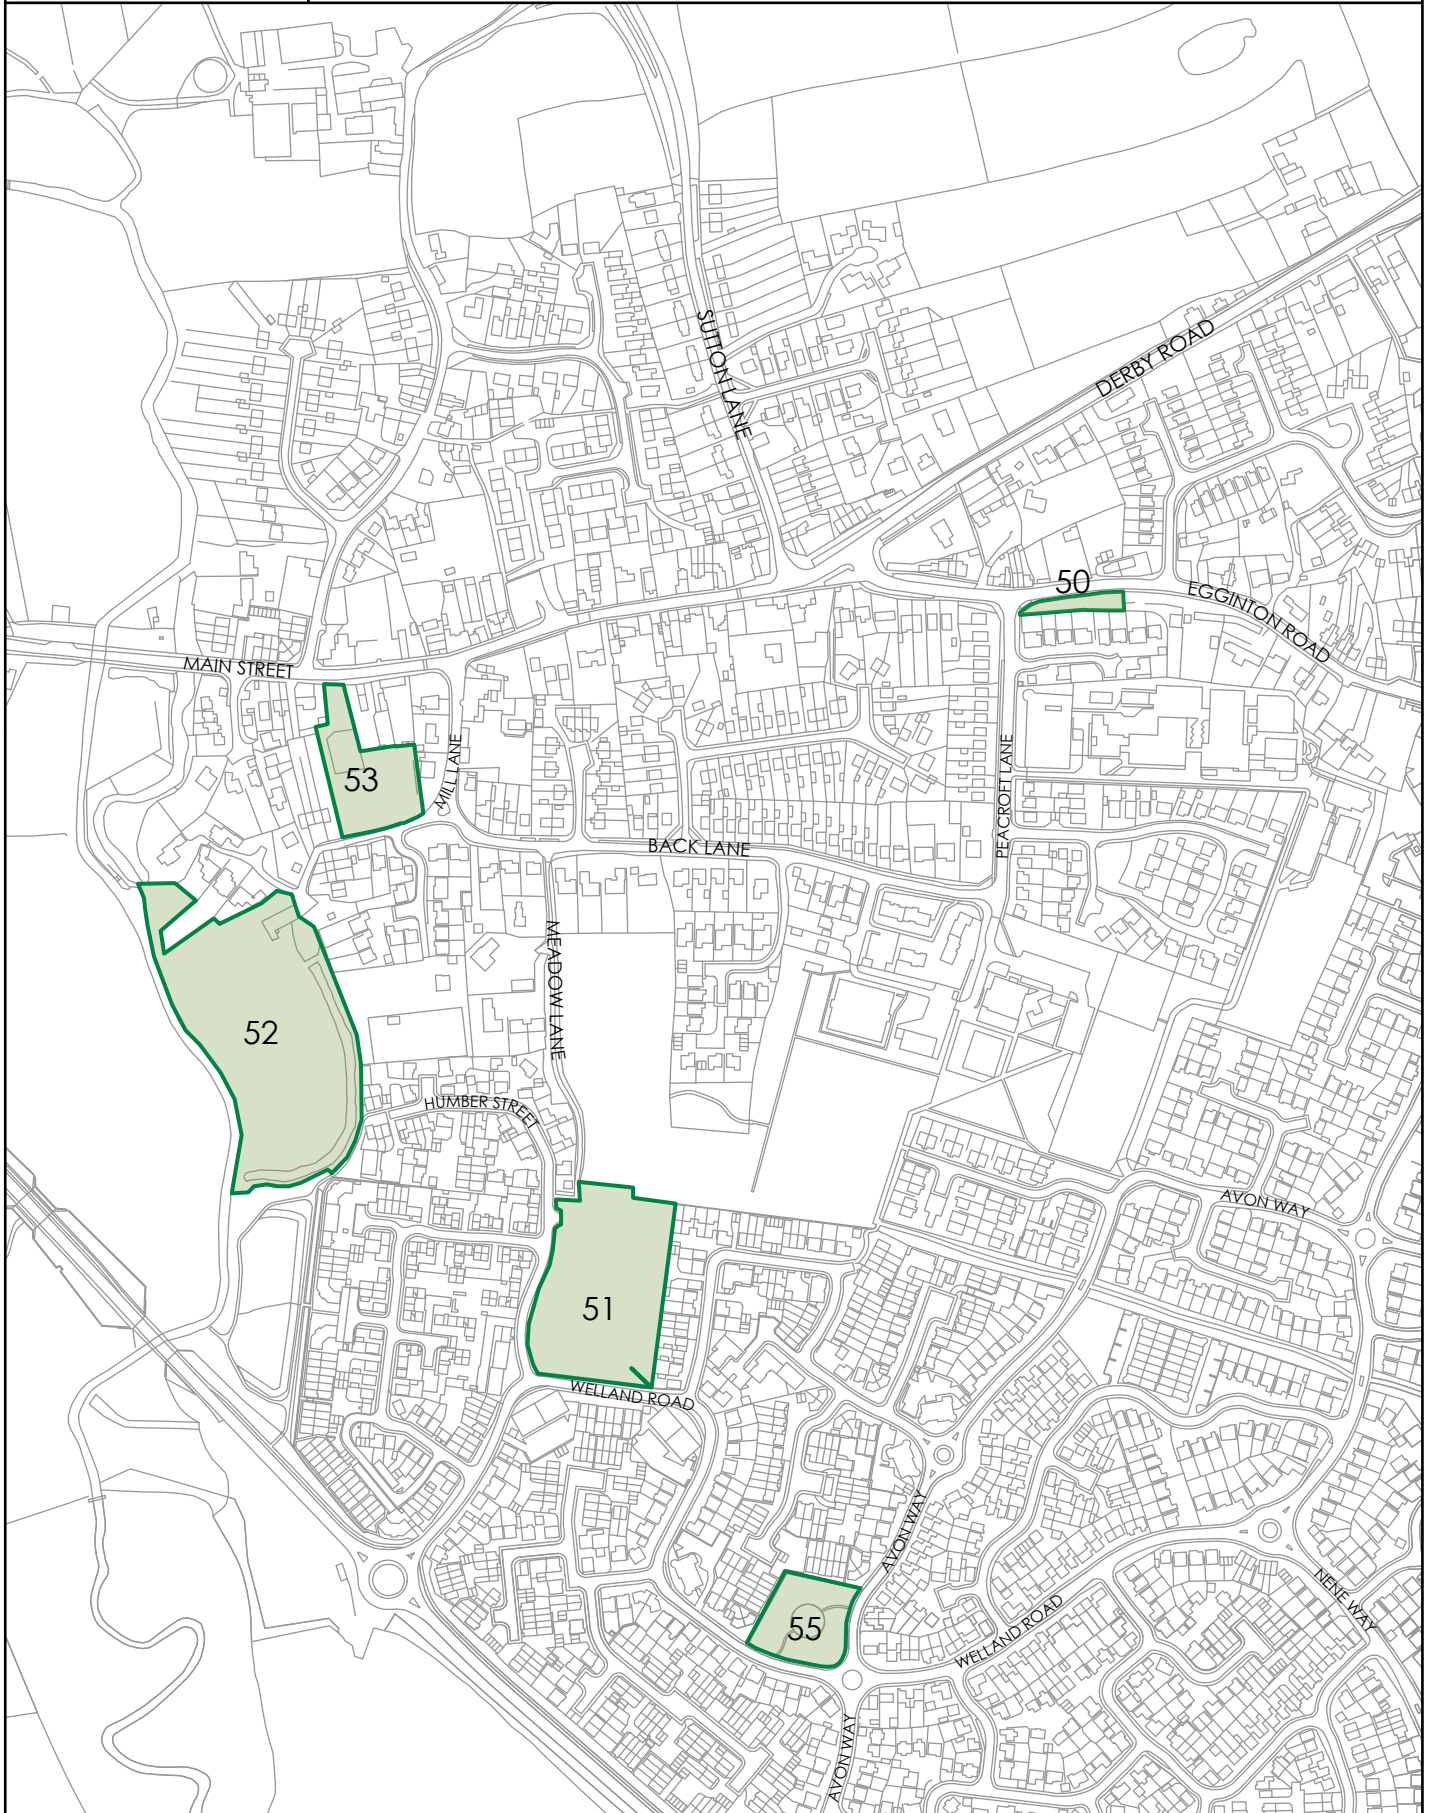 SUTTON LANE
DERBY ROAD
50
EGGINTON ROAD
MAIN STREET
53
MILL LANE
PEACROFT LANE
BACK LANE
MEADOW LANE
52
HUMBER STREET
AVON WAY
51
WELLAND ROAD
AVON WAY
NENE WAY
55
WELLAND ROAD
AVON WAY